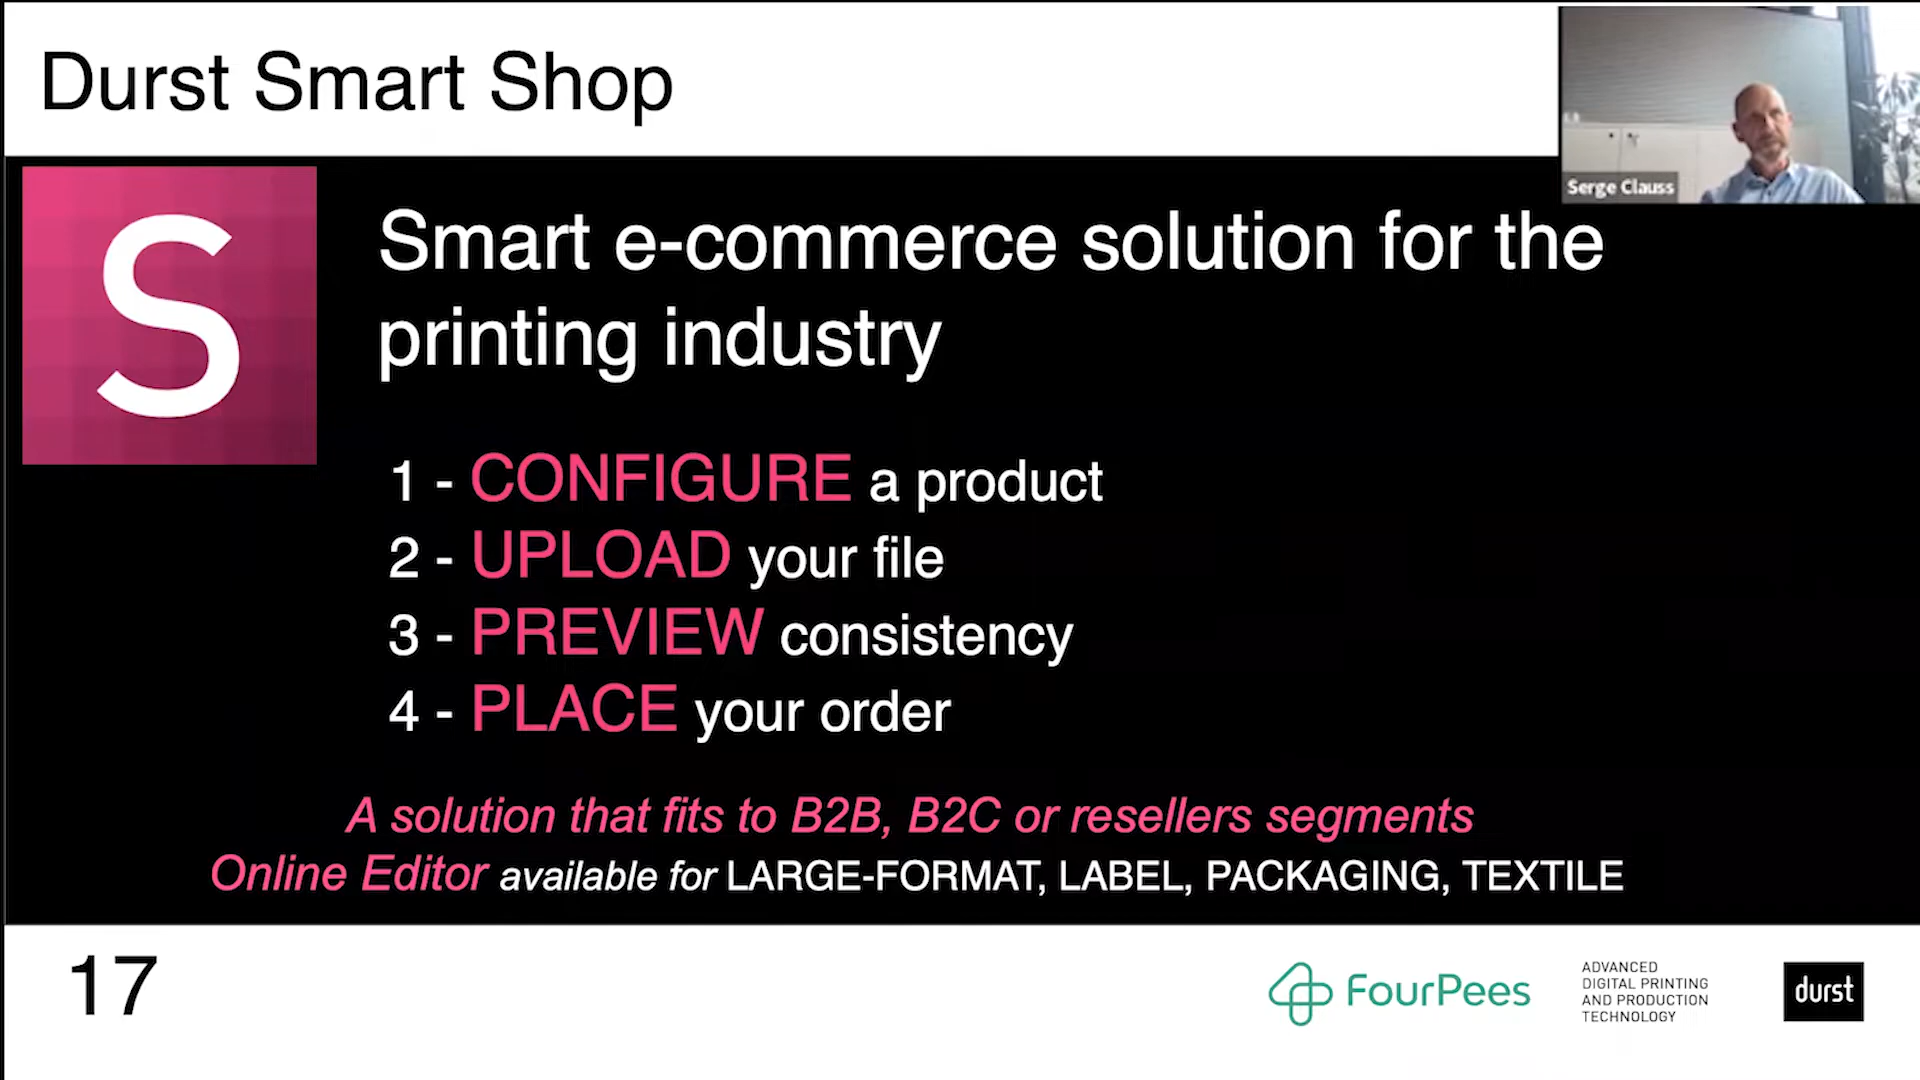 Durst Smart Shop
Serge Clauss
S
Smart e-commerce solution for the
printing industry
1 - CONFIGURE a product
2 - UPLOAD your file
3 - PREVIEW consistency
4 - PLACE your order
A solution that fits to B2B, B2C or resellers segments
Online Editor available for LARGE-FORMAT, LABEL, PACKAGING, TEXTILE
17
FourPees
ADVANCED
DIGITAL PRINTING
AND PRODUCTION
TECHNOLOGY
durst